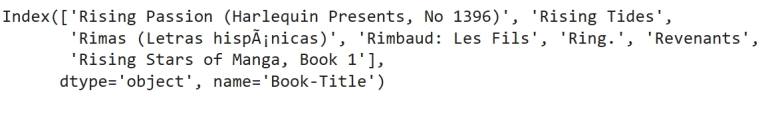 Index(['Rising Passion (Harlequin Presents, No 1396)', 'Rising Tides',
'Rimas (Letras hispÃ¡nicas)', 'Rimbaud: Les Fils', 'Ring.', 'Revenants',
'Rising Stars of Manga, Book 1'],
dtype='object', name='Book-Title')